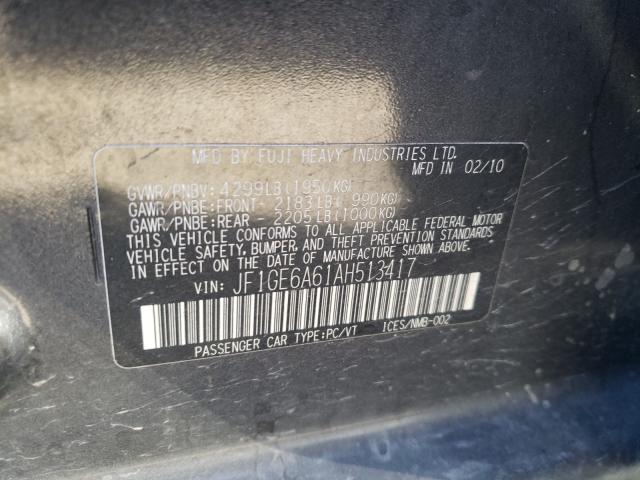 MFD BY FUJI HEAVY INDUSTRIES LTD.
MFD IN 02/10
GVWR/PNBV: 4299LB(1950KG)
GAWR/PNBE:FRONT- 2183LB( 990KG)
GAWR/PNBE:REAR - 2205LB(1000KG)
THIS VEHICLE CONFORMS TO ALL APPLICABLE FEDERAL MOTOR
VEHICLE SAFETY, BUMPER, AND THEFT PREVENTION STANDARDS
IN EFFECT ON THE DATE OF MANUFACTURE SHOWN ABOVE.
VIN: JF1GE6A61AH513417
PASSENGER CAR TYPE:PC/VT ICES/NMB-002